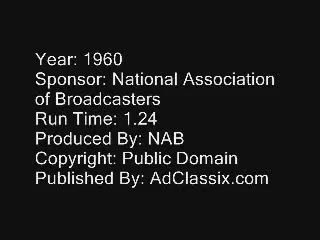 Year: 1960
Sponsor: National Association
of Broadcasters
Run Time: 1.24
Produced By: NAB
Copyright: Public Domain
Published By: AdClassix.com